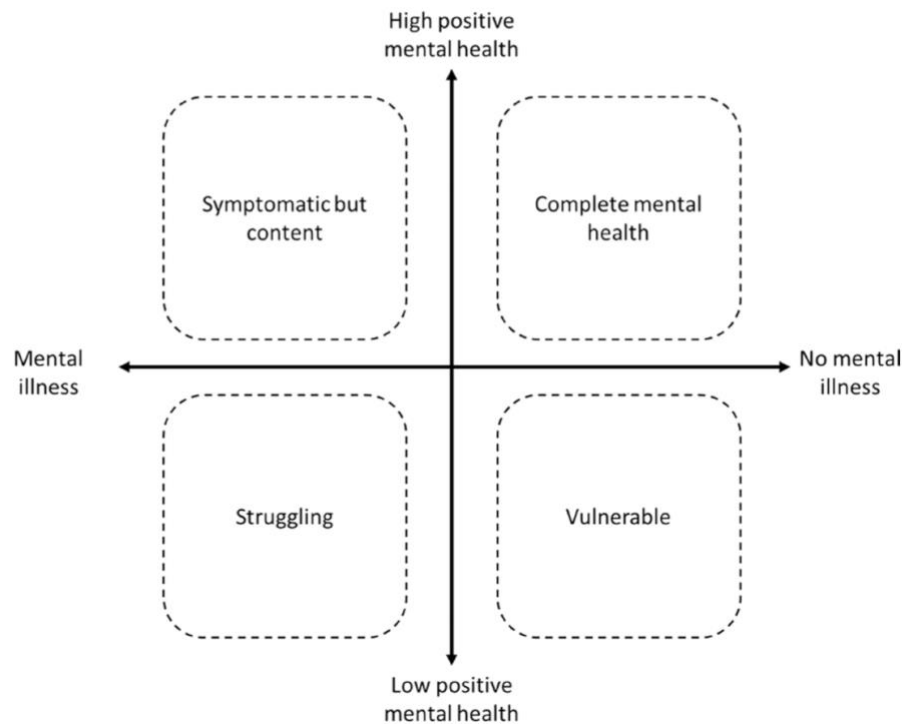 High positive
mental health
Symptomatic but
content
Complete mental
health
Mental
illness
No mental
illness
Struggling
Vulnerable
Low positive
mental health